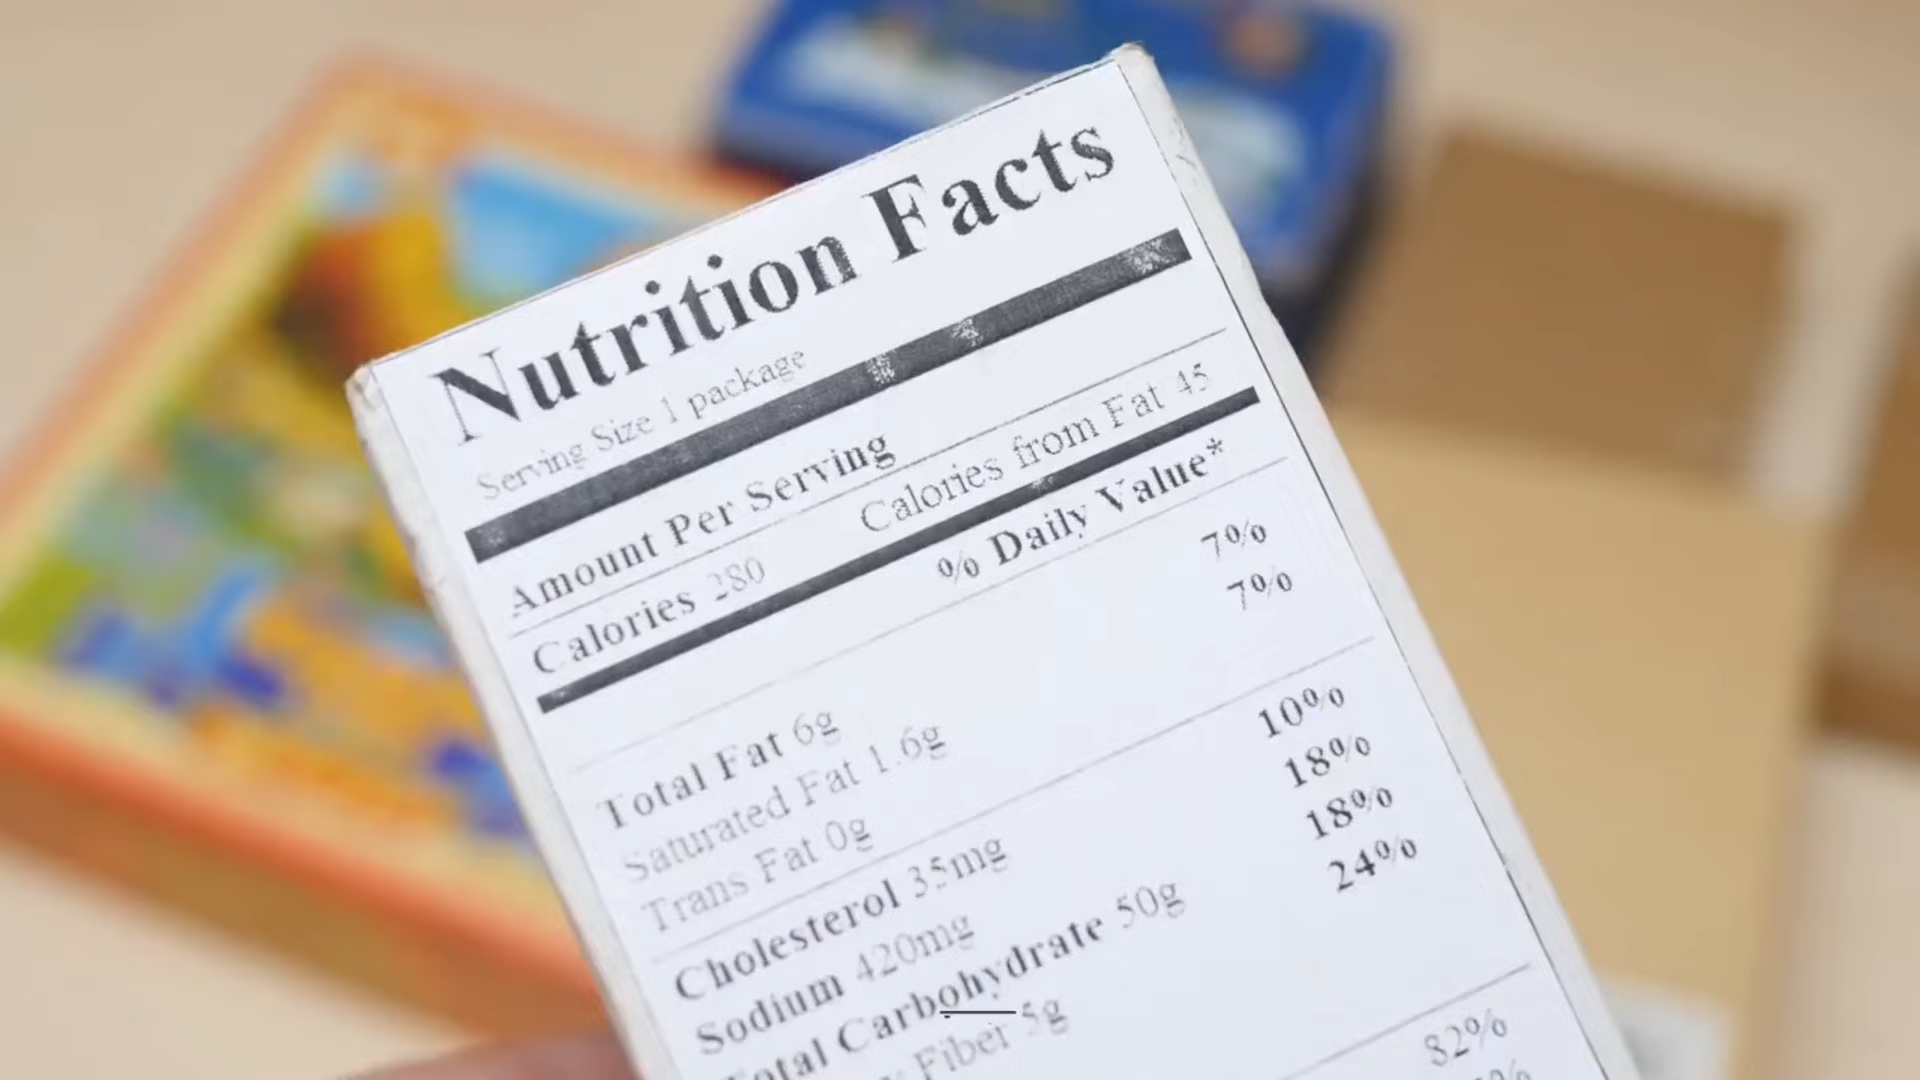 Nutrition Facts
Serving Size 1 package
Amount Per Serving
Calories 280 Calories from Fat 45
% Daily Value*
Total Fat 6g 7%
Saturated Fat 1.6g 7%
Trans Fat 0g
Cholesterol 35mg 10%
Sodium 420mg 18%
Total Carbohydrate 50g 18%
Fiber 5g 24%
82%